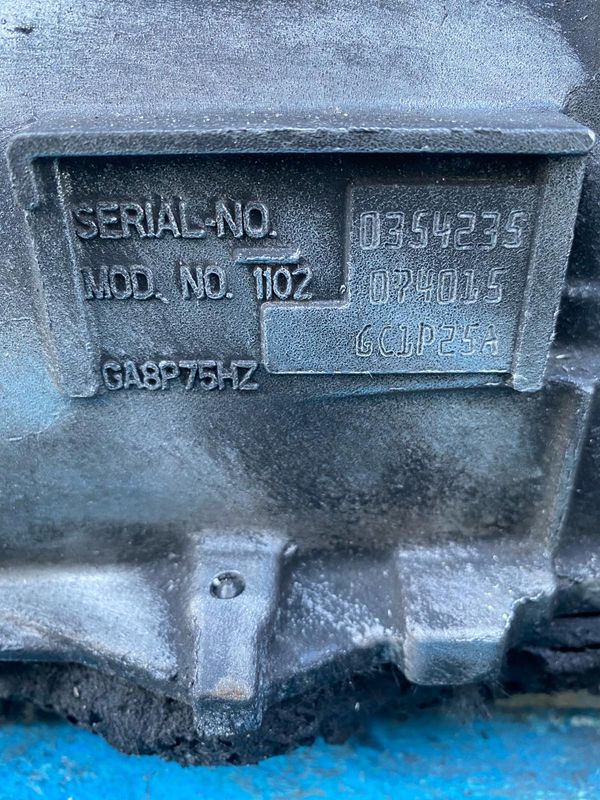 SERIAL-NO. 0354235
MOD. NO. 1102 074015
GA8P75HZ GC1P25A